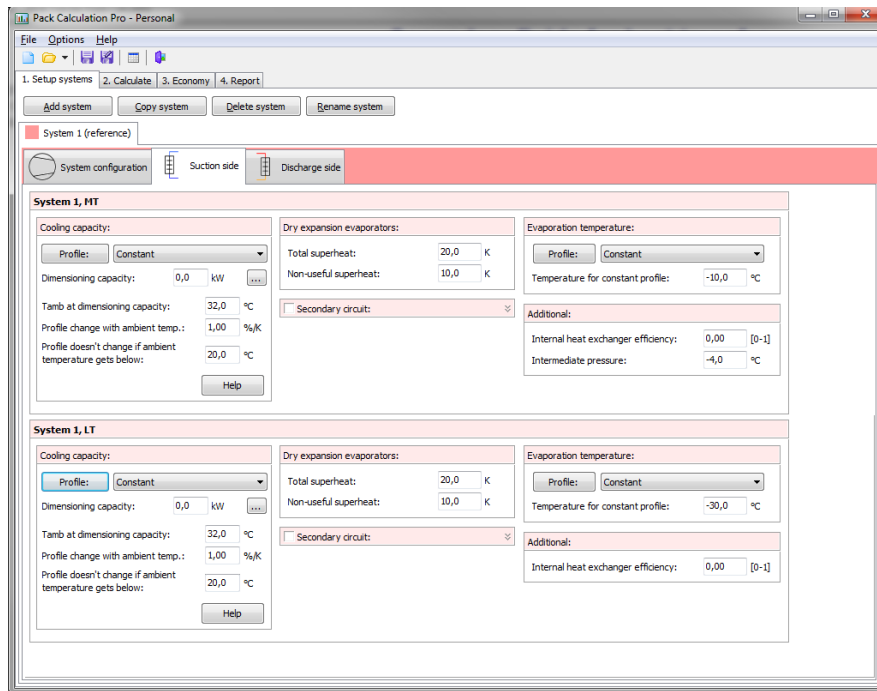 Pack Calculation Pro - Personal
File Options Help
1. Setup systems 2. Calculate 3. Economy 4. Report
Add system Copy system Delete system Rename system
System 1 (reference)
System configuration Suction side Discharge side
System 1, MT
Cooling capacity: Dry expansion evaporators: Evaporation temperature:
Profile: Constant Total superheat: 20,0 K Profile: Constant
Dimensioning capacity: 0,0 kW ... Non-useful superheat: 10,0 K Temperature for constant profile: -10,0 ºC
Tamb at dimensioning capacity: 32,0 ºC Secondary circuit: Additional:
Profile change with ambient temp.: 1,00 %/K Internal heat exchanger efficiency: 0,00 [0-1]
Profile doesn't change if ambient
temperature gets below: 20,0 ºC Intermediate pressure: -4,0 ºC
Help
System 1, LT
Cooling capacity: Dry expansion evaporators: Evaporation temperature:
Profile: Constant Total superheat: 20,0 K Profile: Constant
Dimensioning capacity: 0,0 kW ... Non-useful superheat: 10,0 K Temperature for constant profile: -30,0 ºC
Tamb at dimensioning capacity: 32,0 ºC Secondary circuit: Additional:
Profile change with ambient temp.: 1,00 %/K Internal heat exchanger efficiency: 0,00 [0-1]
Profile doesn't change if ambient
temperature gets below: 20,0 ºC
Help